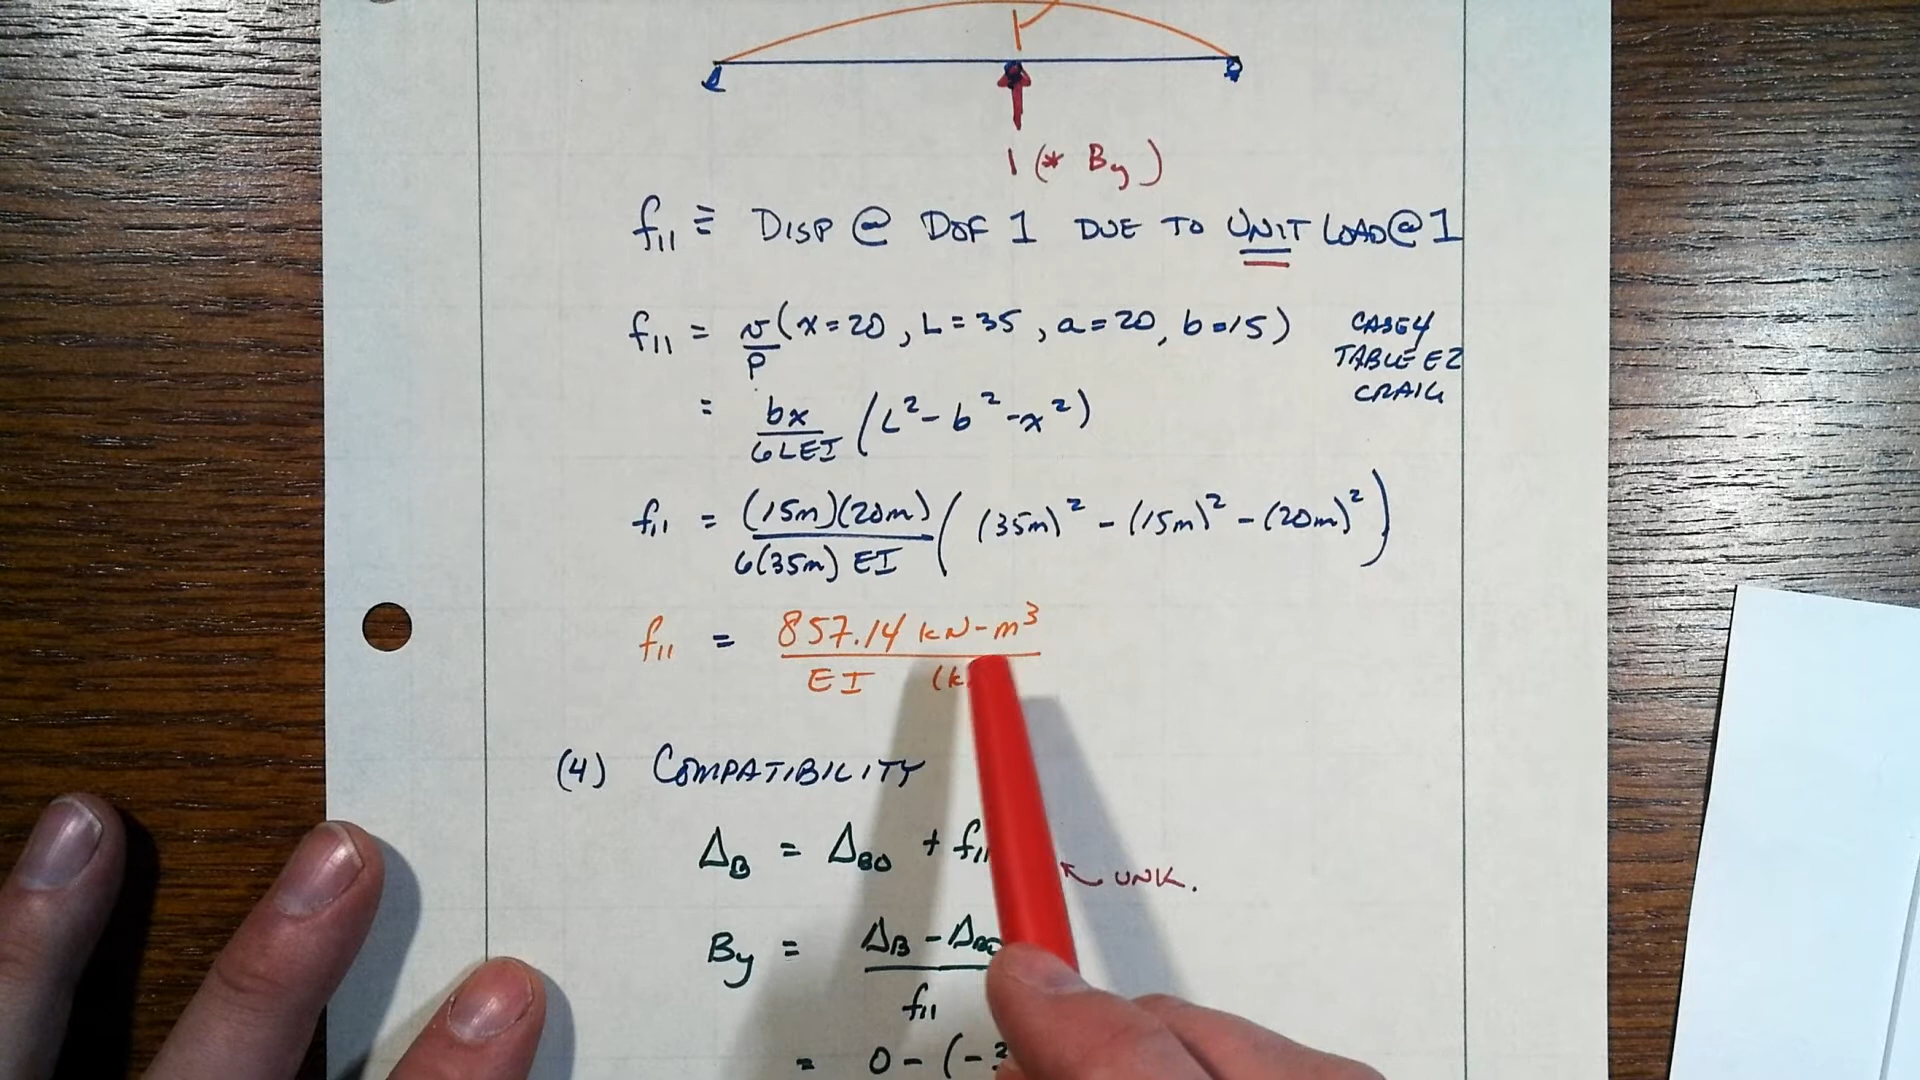 1 (* By)
f11 ≡ DISP @ DOF 1 DUE TO UNIT LOAD @ 1
f11 = v/P (x=20, L=35, a=20, b=15)
CASE 4
TABLE E2
CRAIG
= bx/6LEI (L² - b² - x²)
f11 = (15m)(20m)/6(35m) EI ( (35m)² - (15m)² - (20m)² )
f11 = 857.14 kN-m³
EI (k
(4) COMPATIBILITY
ΔB = ΔB0 + f11
UNK.
By = ΔB - ΔB0
f11
= 0 - (-